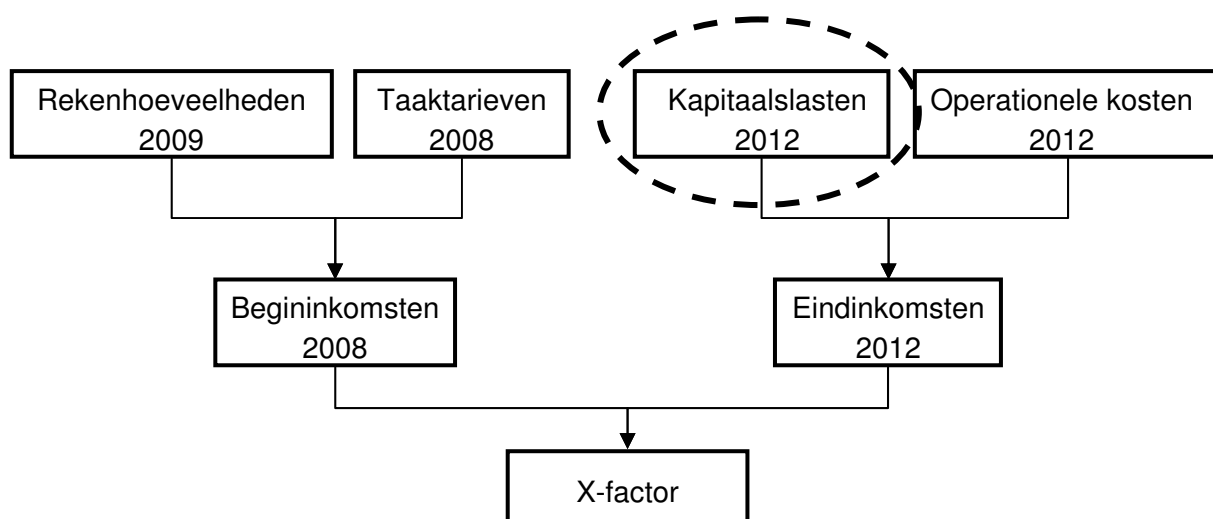 Rekenhoeveelheden
2009
Taaktarieven
2008
Kapitaalslasten
2012
Operationele kosten
2012
Begininkomsten
2008
Eindinkomsten
2012
X-factor